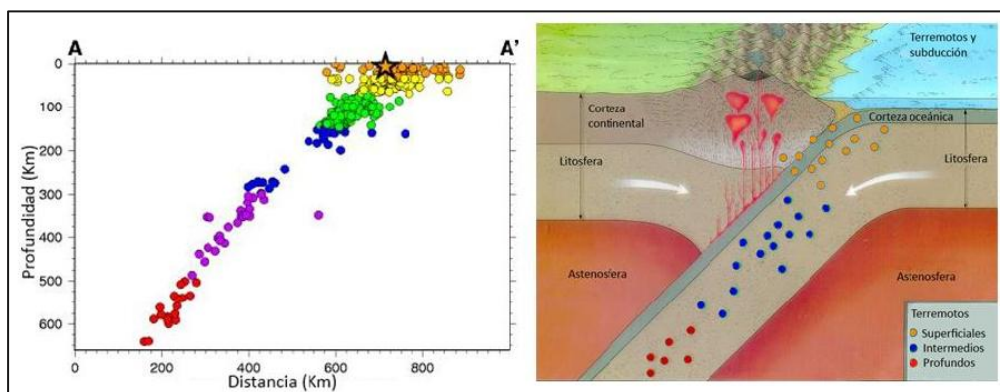 A
A'
0
100
200
300
400
500
600
Profundidad (Km)
0
200
400
600
800
Distancia (Km)
Terremotos y
subducción
Corteza
continental
Corteza oceánica
Litosfera
Litosfera
Astenosfera
Astenosfera
Terremotos
Superficiales
Intermedios
Profundos